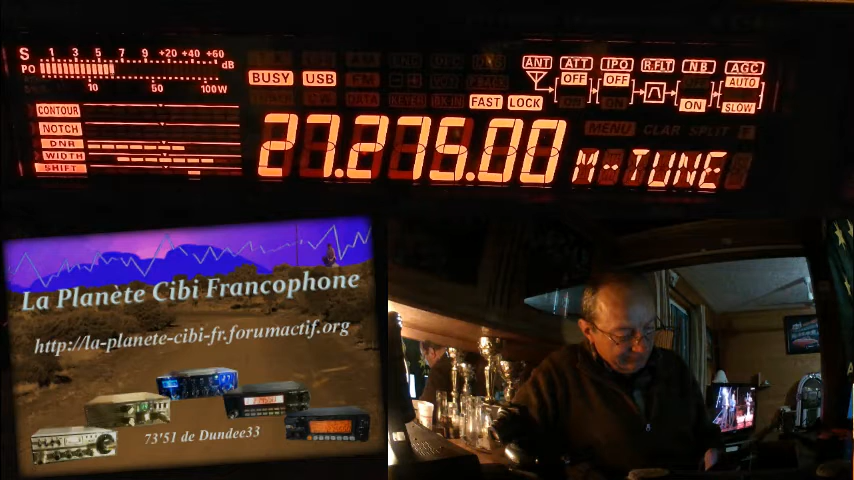 S 1 3 5 7 9 +20 +40 +60 dB
PO
10 50 100W
BUSY USB
FAST LOCK
ANT ATT IPO R.FLT NB AGC
OFF OFF AUTO
ON SLOW
CONTOUR
NOTCH
DNR
WIDTH
SHIFT
MENU CLAR SPLIT
27.275.00 M-TUNE
La Planète Cibi Francophone
http://la-planete-cibi-fr.forumactif.org
73'51 de Dundee33